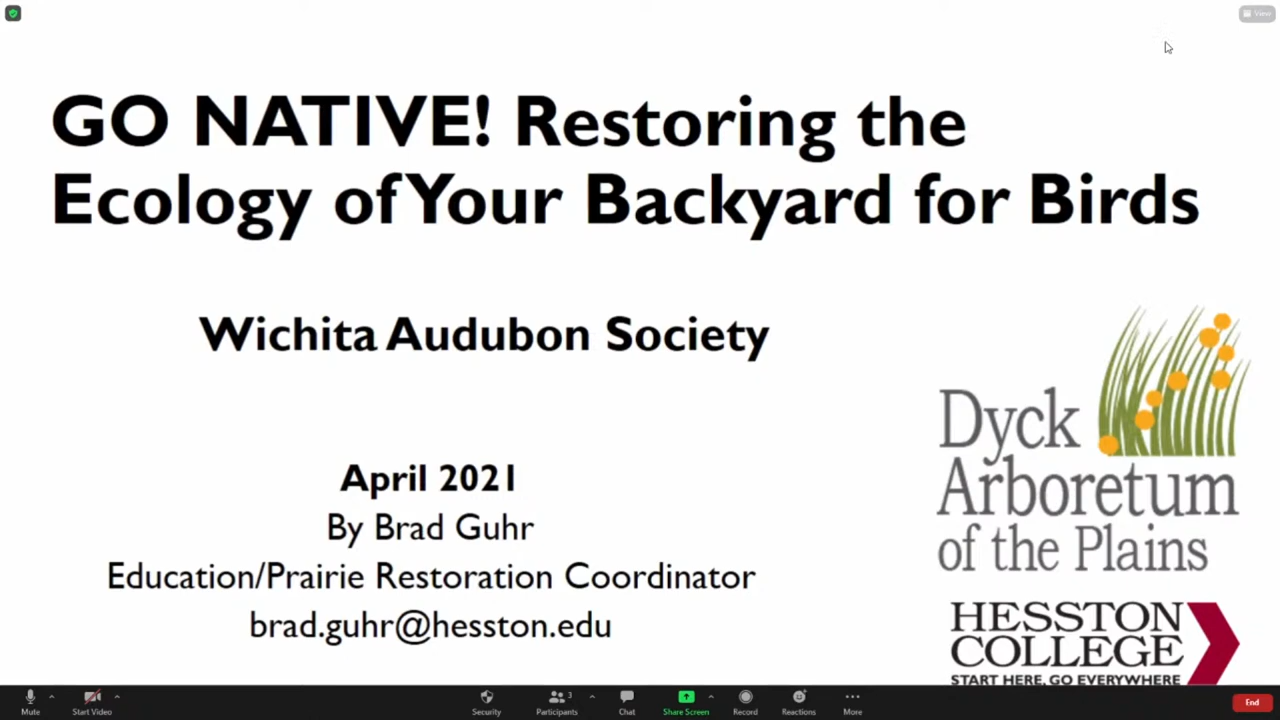 View
GO NATIVE! Restoring the
Ecology of Your Backyard for Birds
Wichita Audubon Society
April 2021
By Brad Guhr
Education/Prairie Restoration Coordinator
brad.guhr@hesston.edu
Dyck
Arboretum
of the Plains
HESSTON
COLLEGE
START HERE, GO EVERYWHERE
Mute
Start Video
Security
3
Participants
Chat
Share Screen
Record
Reactions
More
End